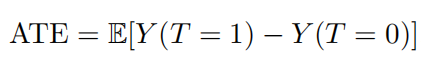 ATE = 𝔼[Y(T = 1) − Y(T = 0)]